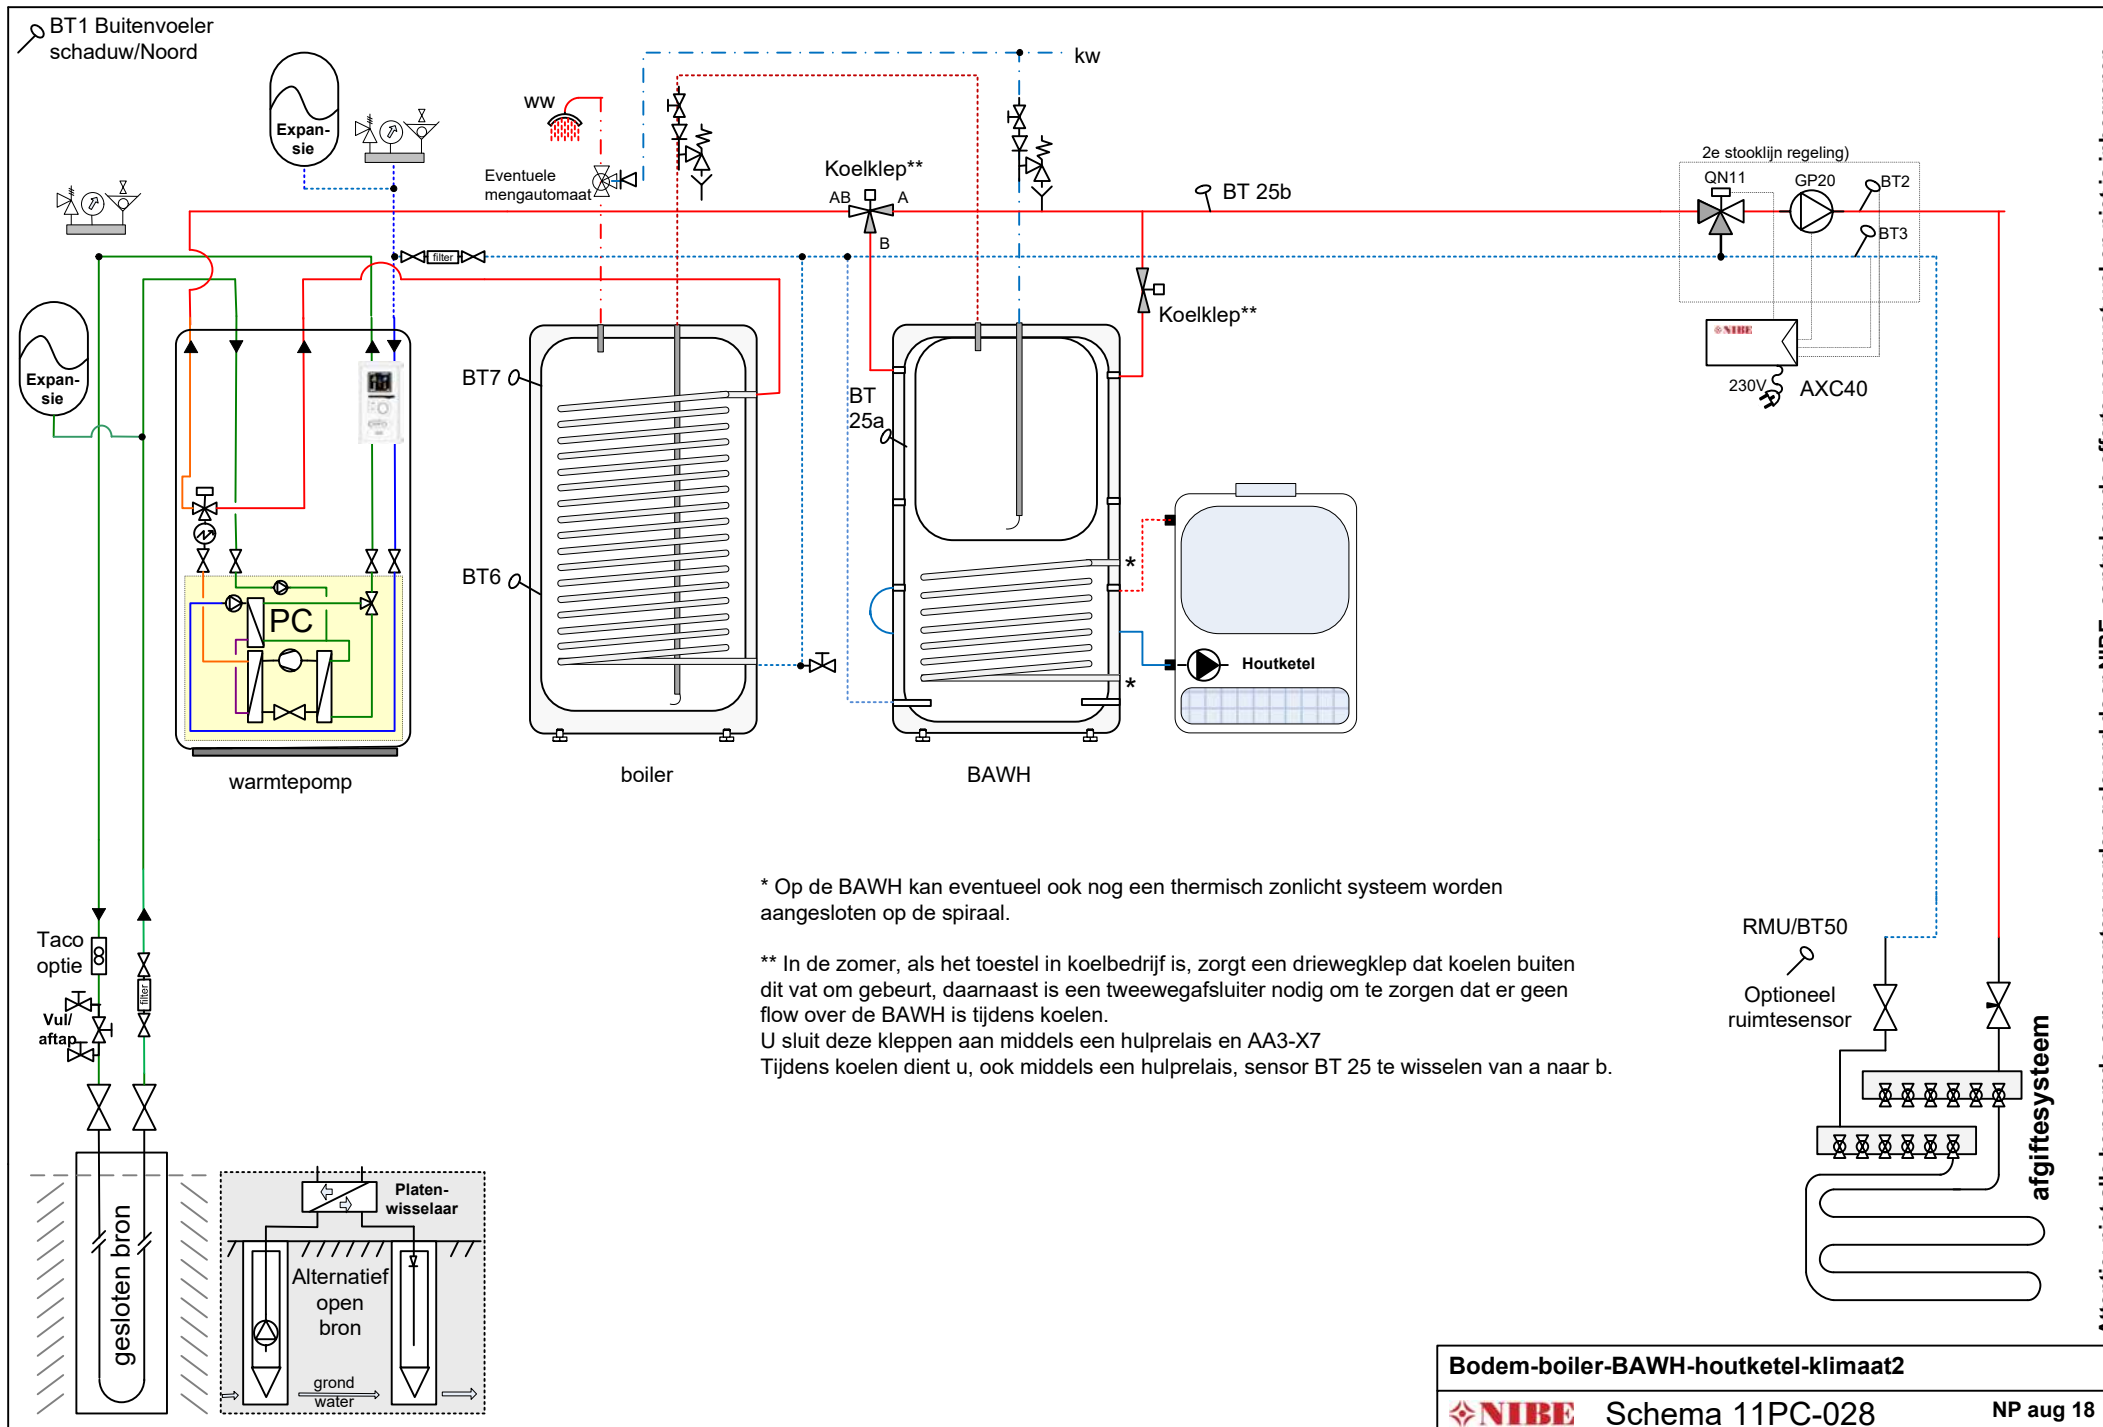 BT1 Buitenvoeler
schaduw/Noord
Expan-
sie
ww
kw
Eventuele
mengautomaat
Koelklep**
AB
A
B
BT 25b
2e stooklijn regeling)
QN11
GP20
BT2
BT3
filter
Koelklep**
NIBE
230V
AXC40
Expan-
sie
BT7
BT
25a
BT6
PC
Houtketel
*
*
warmtepomp
boiler
BAWH
* Op de BAWH kan eventueel ook nog een thermisch zonlicht systeem worden
aangesloten op de spiraal.
** In de zomer, als het toestel in koelbedrijf is, zorgt een driewegklep dat koelen buiten
dit vat om gebeurt, daarnaast is een tweewegafsluiter nodig om te zorgen dat er geen
flow over de BAWH is tijdens koelen.
U sluit deze kleppen aan middels een hulprelais en AA3-X7
Tijdens koelen dient u, ook middels een hulprelais, sensor BT 25 te wisselen van a naar b.
Taco
optie
filter
Vul/
aftap
RMU/BT50
Optioneel
ruimtesensor
afgiftesysteem
gesloten bron
Platen-
wisselaar
Alternatief
open
bron
grond
water
Bodem-boiler-BAWH-houtketel-klimaat2
NIBE
Schema 11PC-028
NP aug 18